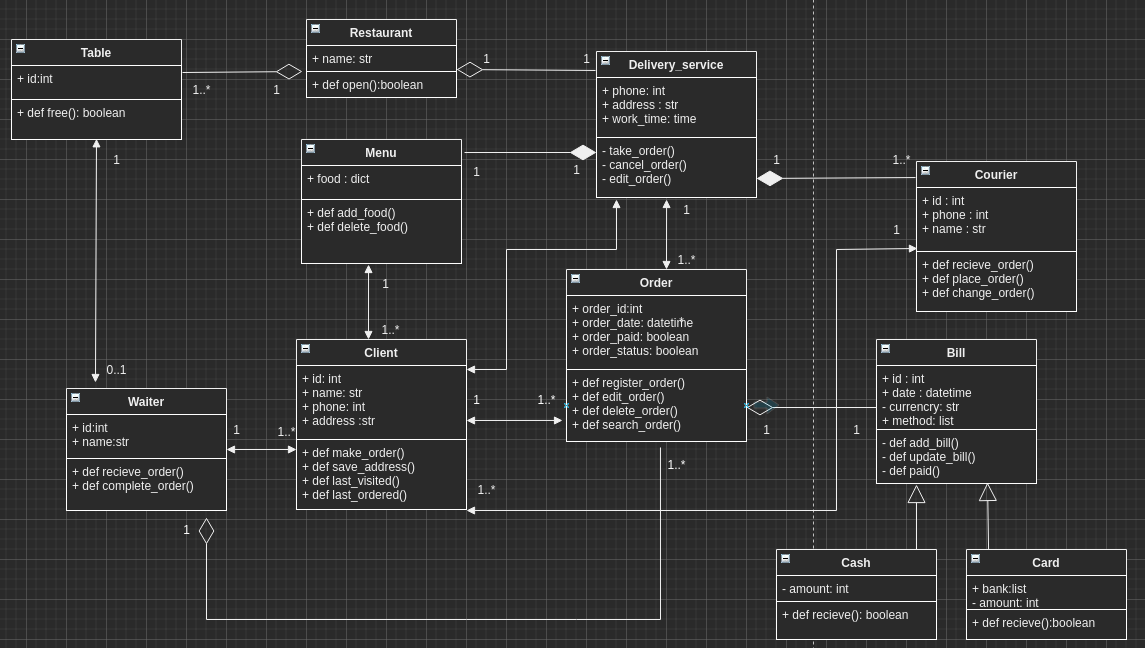 Table
+ id:int
+ def free(): boolean
Restaurant
+ name: str
+ def open():boolean
Delivery_service
+ phone: int
+ address : str
+ work_time: time
- take_order()
- cancel_order()
- edit_order()
Menu
+ food : dict
+ def add_food()
+ def delete_food()
Courier
+ id : int
+ phone : int
+ name : str
+ def recieve_order()
+ def place_order()
+ def change_order()
Order
+ order_id:int
+ order_date: datetime
+ order_paid: boolean
+ order_status: boolean
+ def register_order()
+ def edit_order()
+ def delete_order()
+ def search_order()
Client
+ id: int
+ name: str
+ phone: int
+ address :str
+ def make_order()
+ def save_address()
+ def last_visited()
+ def last_ordered()
Bill
+ id : int
+ date : datetime
- currencry: str
+ method: list
- def add_bill()
- def update_bill()
- def paid()
Waiter
+ id:int
+ name:str
+ def recieve_order()
+ def complete_order()
Cash
- amount: int
+ def recieve(): boolean
Card
+ bank:list
- amount: int
+ def recieve():boolean
1..*
1
1
1
1
1
1
1..*
1
0..1
1
1..*
1
1..*
1
1
1..*
1
1..*
1..*
1
1
1..*
1